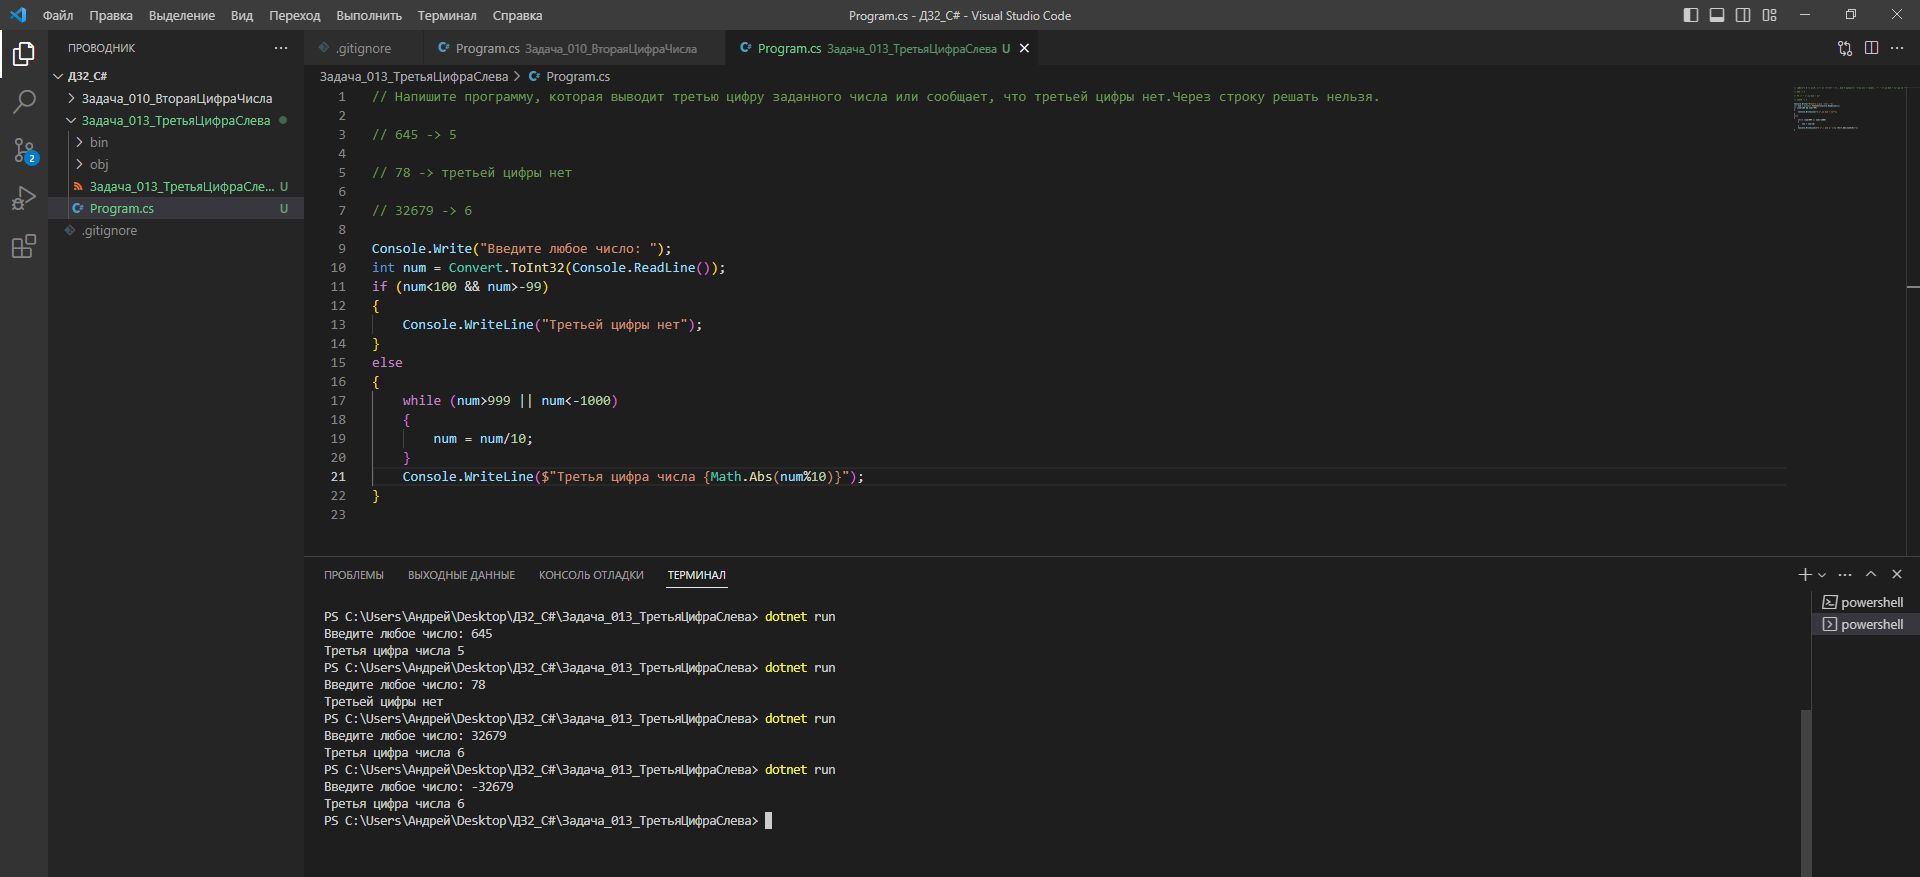 Файл Правка Выделение Вид Переход Выполнить Терминал Справка
Program.cs - ДЗ2_C# - Visual Studio Code
ПРОВОДНИК
ДЗ2_C#
Задача_010_ВтораяЦифраЧисла
Задача_013_ТретьяЦифраСлева
bin
obj
Задача_013_ТретьяЦифраСле... U
Program.cs U
.gitignore
2
.gitignore
Program.cs Задача_010_ВтораяЦифраЧисла
Program.cs Задача_013_ТретьяЦифраСлева U
Задача_013_ТретьяЦифраСлева > Program.cs
1 // Напишите программу, которая выводит третью цифру заданного числа или сообщает, что третьей цифры нет.Через строку решать нельзя.
2
3 // 645 -> 5
4
5 // 78 -> третьей цифры нет
6
7 // 32679 -> 6
8
9 Console.Write("Введите любое число: ");
10 int num = Convert.ToInt32(Console.ReadLine());
11 if (num<100 && num>-99)
12 {
13 Console.WriteLine("Третьей цифры нет");
14 }
15 else
16 {
17 while (num>999 || num<-1000)
18 {
19 num = num/10;
20 }
21 Console.WriteLine($"Третья цифра числа {Math.Abs(num%10)}");
22 }
23
ПРОБЛЕМЫ ВЫХОДНЫЕ ДАННЫЕ КОНСОЛЬ ОТЛАДКИ ТЕРМИНАЛ
PS C:\Users\Андрей\Desktop\ДЗ2_C#\Задача_013_ТретьяЦифраСлева> dotnet run
Введите любое число: 645
Третья цифра числа 5
PS C:\Users\Андрей\Desktop\ДЗ2_C#\Задача_013_ТретьяЦифраСлева> dotnet run
Введите любое число: 78
Третьей цифры нет
PS C:\Users\Андрей\Desktop\ДЗ2_C#\Задача_013_ТретьяЦифраСлева> dotnet run
Введите любое число: 32679
Третья цифра числа 6
PS C:\Users\Андрей\Desktop\ДЗ2_C#\Задача_013_ТретьяЦифраСлева> dotnet run
Введите любое число: -32679
Третья цифра числа 6
PS C:\Users\Андрей\Desktop\ДЗ2_C#\Задача_013_ТретьяЦифраСлева>
powershell
powershell